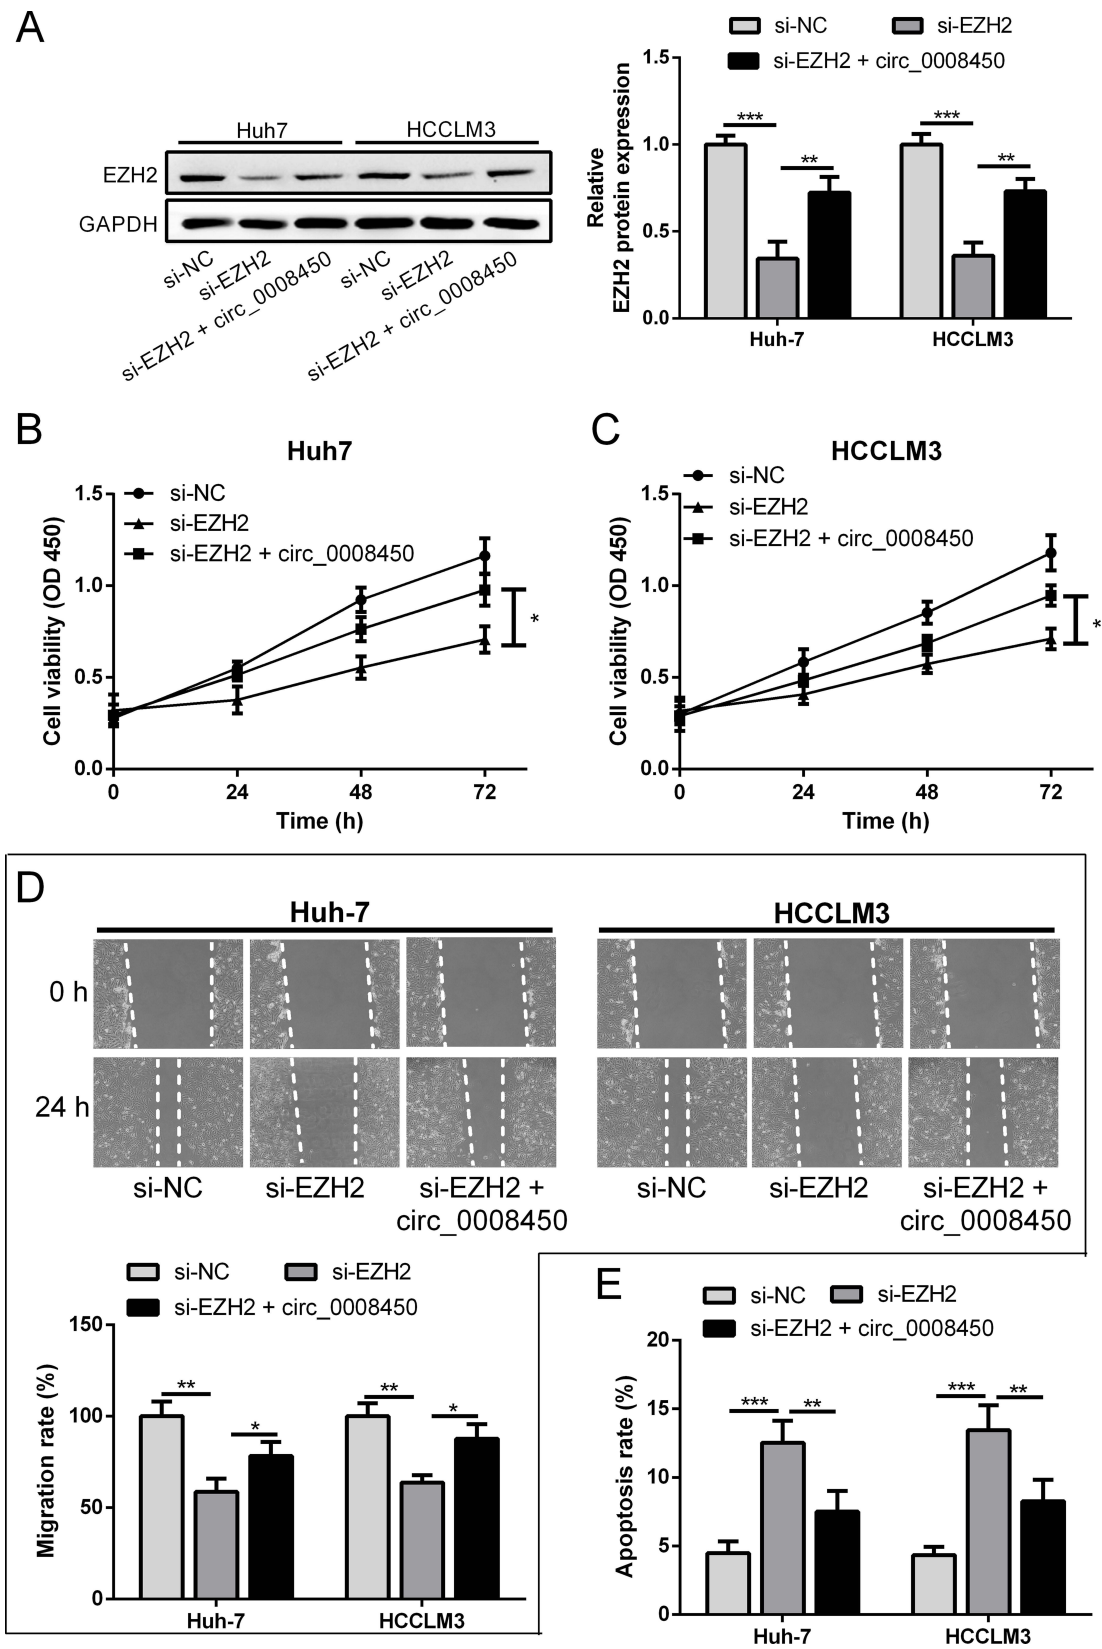 A
Huh7
HCCLM3
EZH2
GAPDH
si-NC
si-EZH2
si-EZH2 + circ_0008450
si-NC
si-EZH2
si-EZH2 + circ_0008450
si-NC
si-EZH2
si-EZH2 + circ_0008450
Relative
EZH2 protein expression
1.5
1.0
0.5
0.0
***
**
***
**
Huh-7
HCCLM3
B
Huh7
si-NC
si-EZH2
si-EZH2 + circ_0008450
Cell viability (OD 450)
1.5
1.0
0.5
0.0
*
0
24
48
72
Time (h)
C
HCCLM3
si-NC
si-EZH2
si-EZH2 + circ_0008450
Cell viability (OD 450)
1.5
1.0
0.5
0.0
*
0
24
48
72
Time (h)
D
Huh-7
HCCLM3
0 h
24 h
si-NC
si-EZH2
si-EZH2 +
circ_0008450
si-NC
si-EZH2
si-EZH2 +
circ_0008450
si-NC
si-EZH2
si-EZH2 + circ_0008450
Migration rate (%)
150
100
50
0
**
*
**
*
Huh-7
HCCLM3
E
si-NC
si-EZH2
si-EZH2 + circ_0008450
Apoptosis rate (%)
20
15
10
5
0
***
**
***
**
Huh-7
HCCLM3